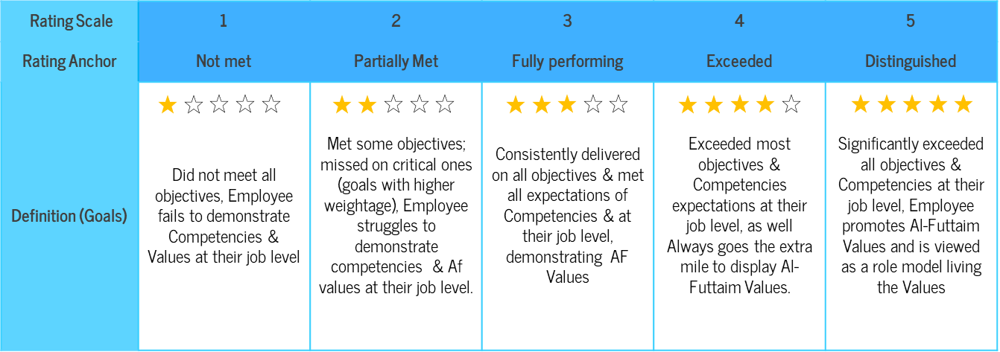 Rating Scale
1
2
3
4
5
Rating Anchor
Not met
Partially Met
Fully performing
Exceeded
Distinguished
Definition (Goals)
Did not meet all
objectives, Employee
fails to demonstrate
Competencies &
Values at their job level
Met some objectives;
missed on critical ones
(goals with higher
weightage), Employee
struggles to
demonstrate
competencies & Af
values at their job level.
Consistently delivered
on all objectives & met
all expectations of
Competencies & at
their job level,
demonstrating AF
Values
Exceeded most
objectives &
Competencies
expectations at their
job level, as well
Always goes the extra
mile to display Al-
Futtaim Values.
Significantly exceeded
all objectives &
Competencies at their
job level, Employee
promotes Al-Futtaim
Values and is viewed
as a role model living
the Values